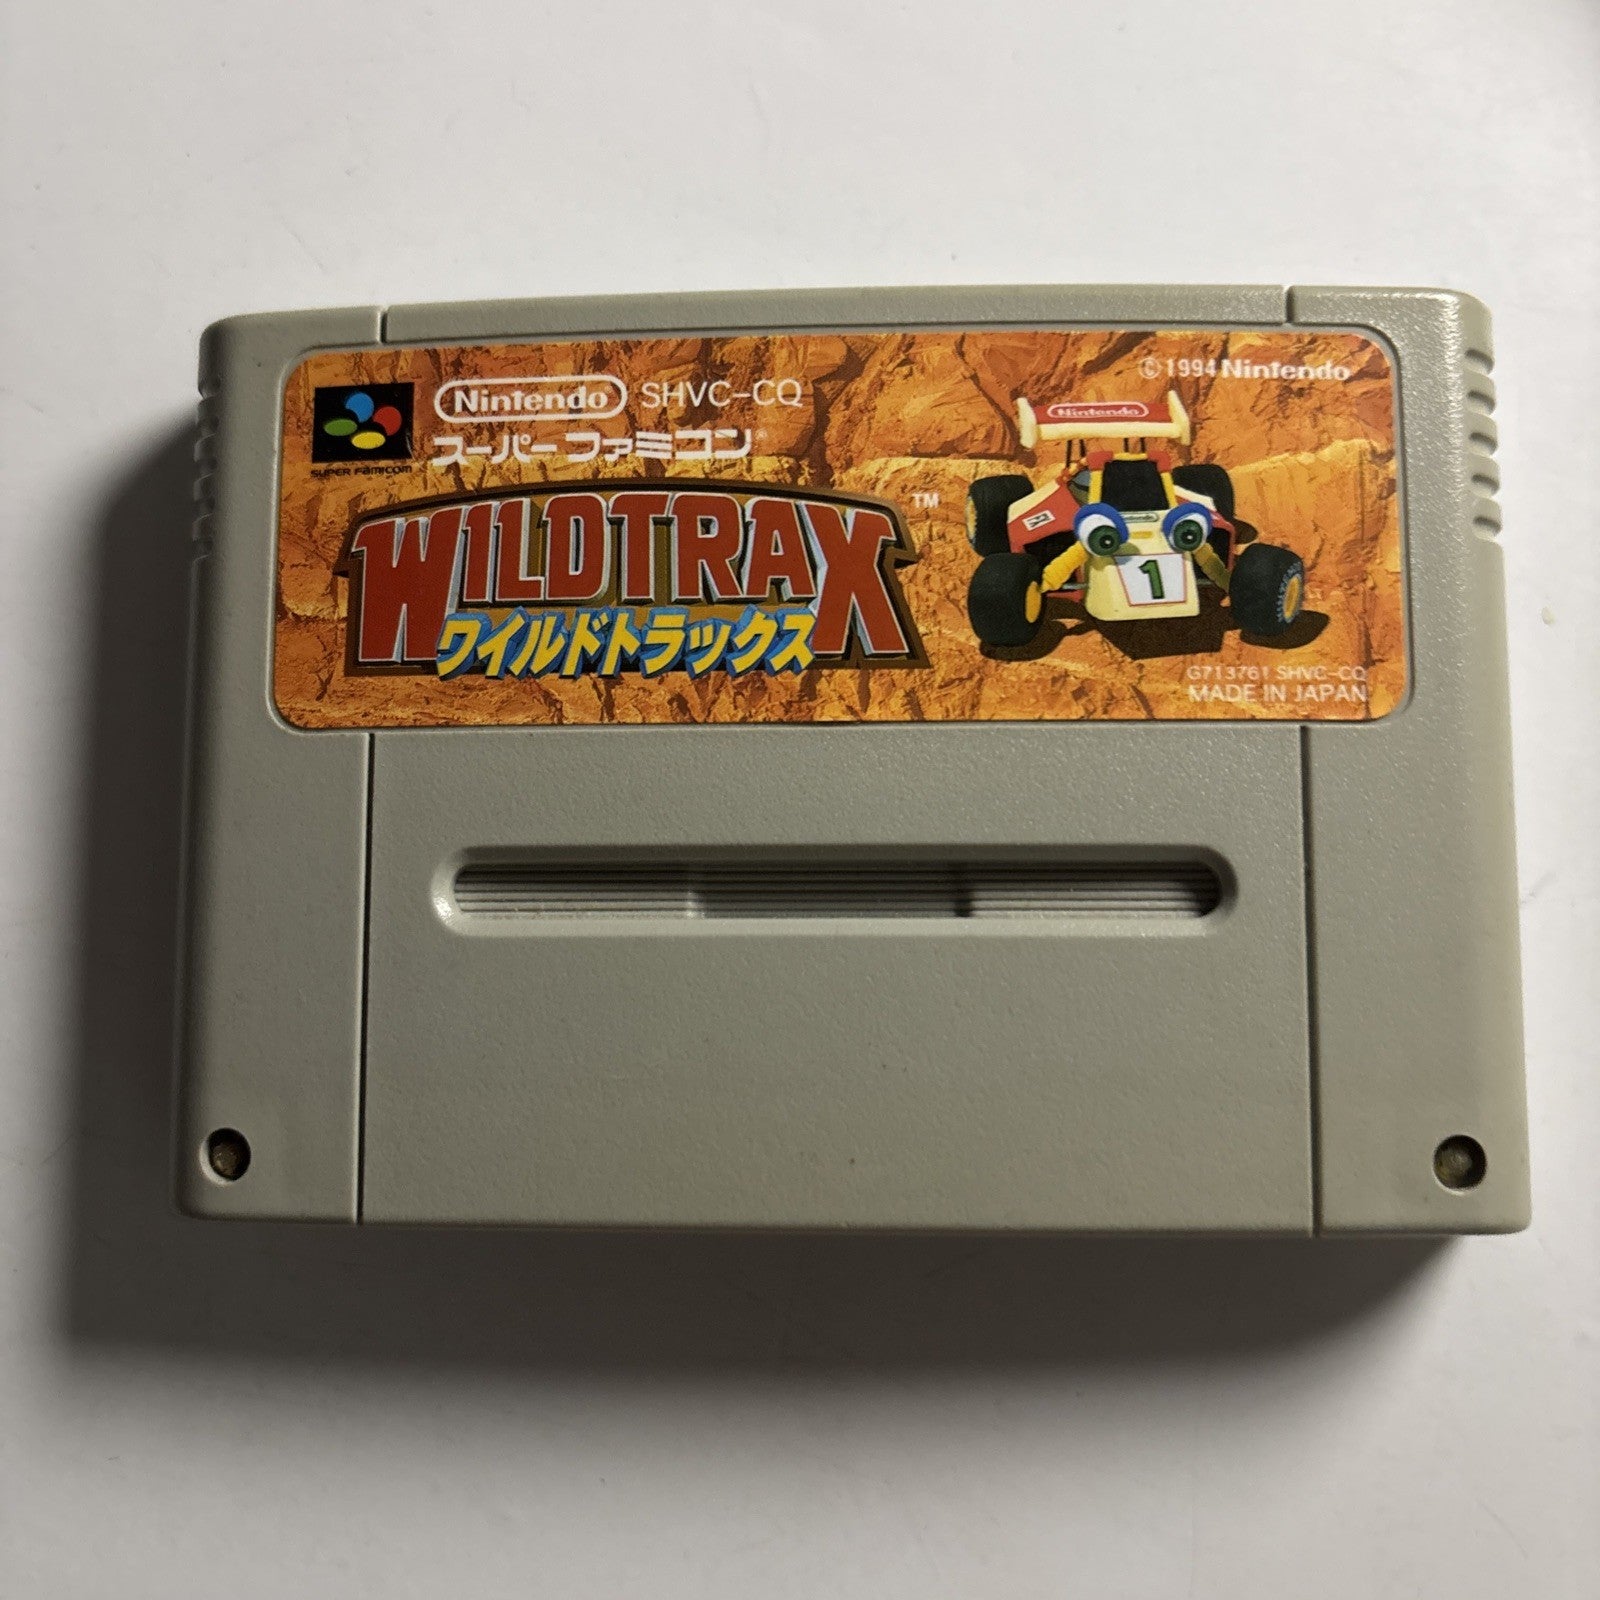 Nintendo SHVC-CQ
スーパーファミコン®
SUPER FAMICOM
© 1994 Nintendo
WILDTRAX ™
ワイルドトラックス
Nintendo
1
G713761 SHVC-CQ
MADE IN JAPAN